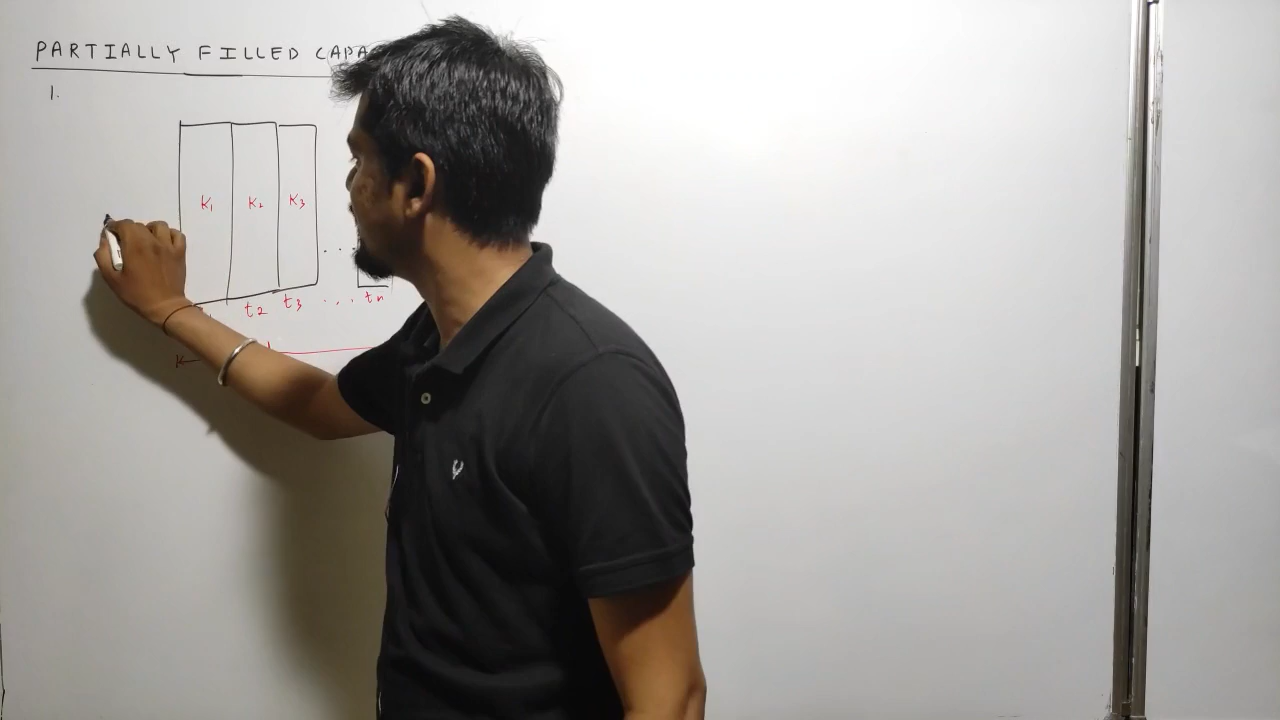 PARTIALLY FILLED CAPA
1.
K₁ K₂ K₃ ...
t₂ t₃ ... tₙ